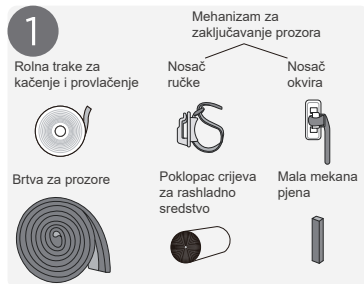 1
Mehanizam za
zaključavanje prozora
Rolna trake za
kačenje i provlačenje
Nosač
ručke
Nosač
okvira
Brtva za prozore
Poklopac crijeva
za rashladno
sredstvo
Mala mekana
pjena